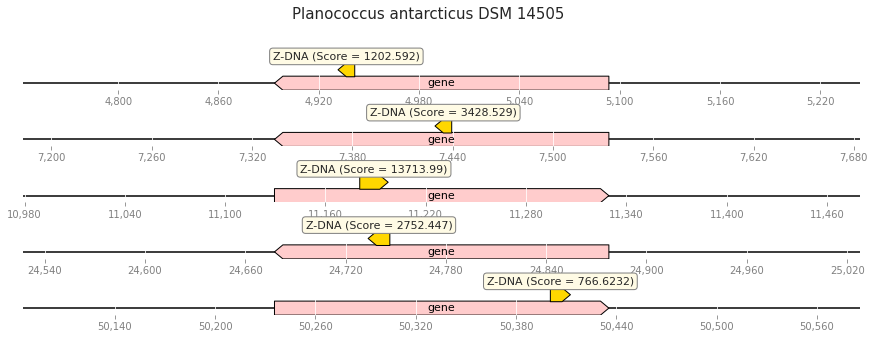 Planococcus antarcticus DSM 14505
Z-DNA (Score = 1202.592)
gene
4,800 4,860 4,920 4,980 5,040 5,100 5,160 5,220
Z-DNA (Score = 3428.529)
gene
7,200 7,260 7,320 7,380 7,440 7,500 7,560 7,620 7,680
Z-DNA (Score = 13713.99)
gene
10,980 11,040 11,100 11,160 11,220 11,280 11,340 11,400 11,460
Z-DNA (Score = 2752.447)
gene
24,540 24,600 24,660 24,720 24,780 24,840 24,900 24,960 25,020
Z-DNA (Score = 766.6232)
gene
50,140 50,200 50,260 50,320 50,380 50,440 50,500 50,560